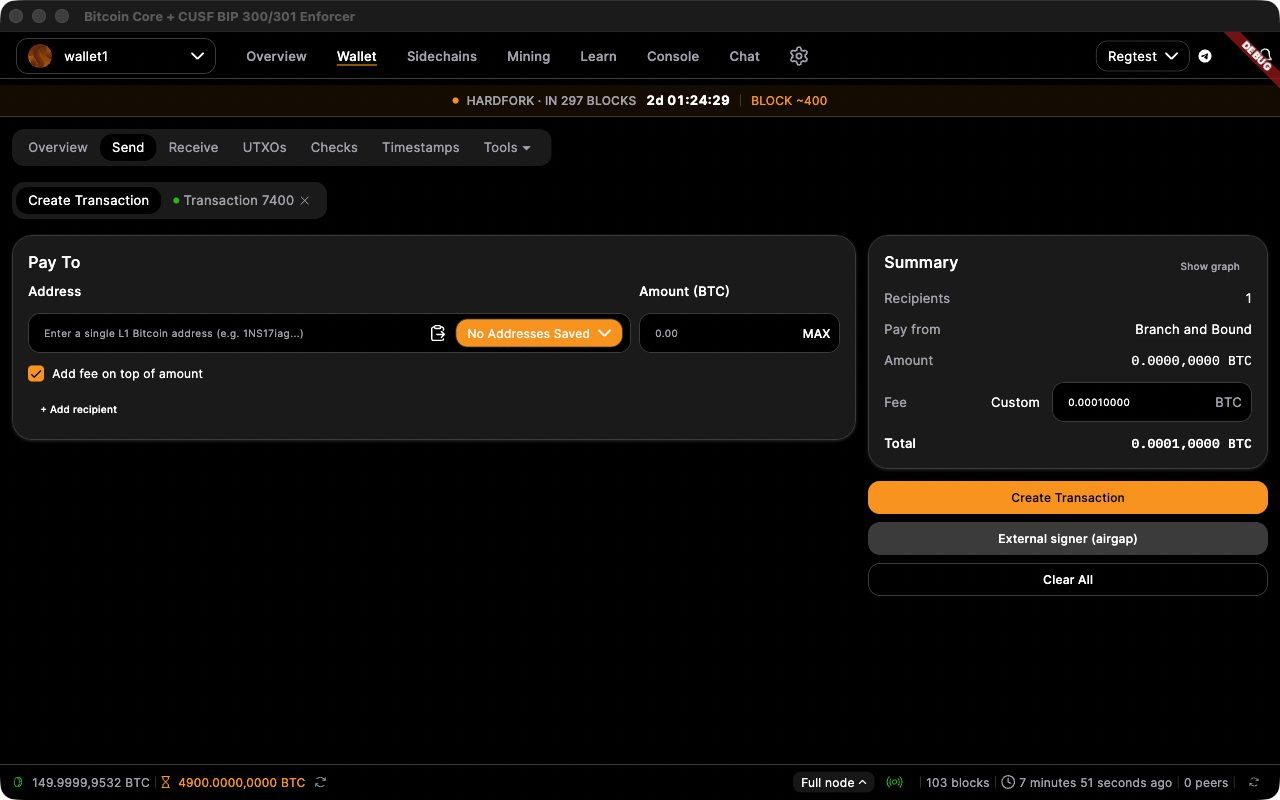 Bitcoin Core + CUSF BIP 300/301 Enforcer
wallet1 Overview Wallet Sidechains Mining Learn Console Chat Regtest DEBUG
HARDFORK · IN 297 BLOCKS 2d 01:24:29 BLOCK ~400
Overview Send Receive UTXOs Checks Timestamps Tools
Create Transaction Transaction 7400
Pay To
Address Amount (BTC)
Enter a single L1 Bitcoin address (e.g. 1NS17iag...) No Addresses Saved 0.00 MAX
Add fee on top of amount
+ Add recipient
Summary Show graph
Recipients 1
Pay from Branch and Bound
Amount 0.0000,0000 BTC
Fee Custom 0.00010000 BTC
Total 0.0001,0000 BTC
Create Transaction
External signer (airgap)
Clear All
149.9999,9532 BTC 4900.0000,0000 BTC Full node 103 blocks 7 minutes 51 seconds ago 0 peers